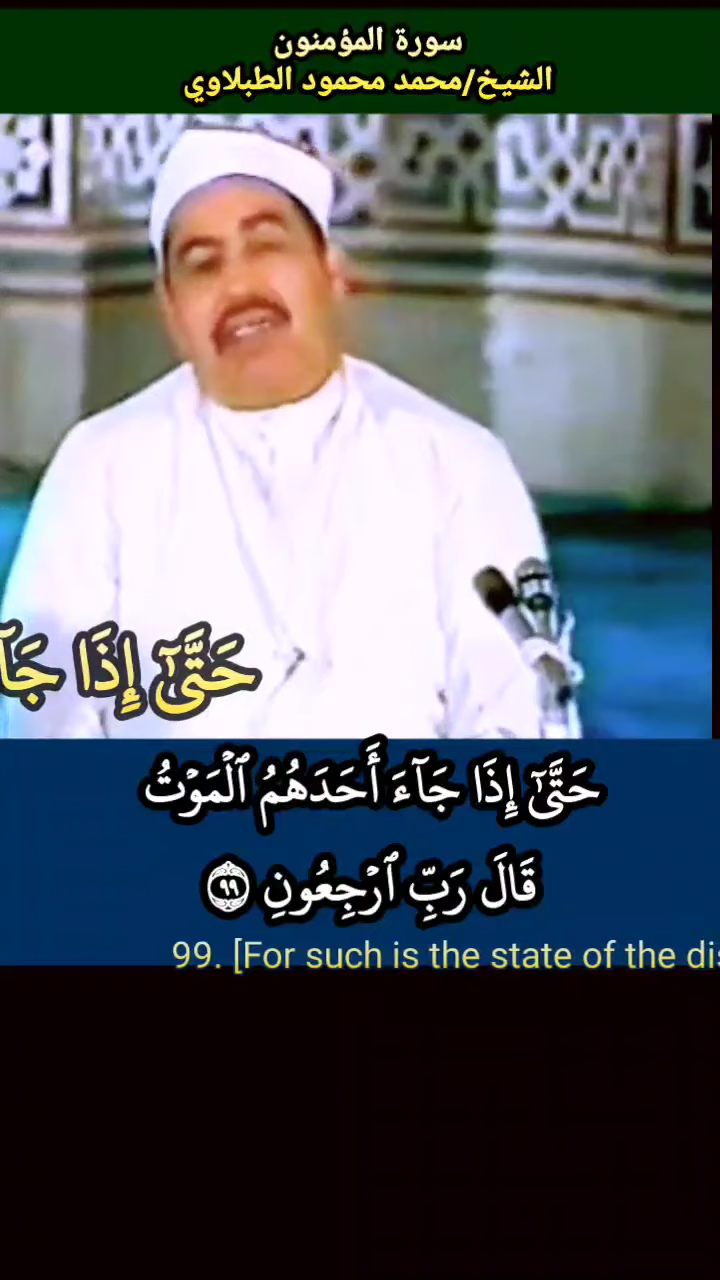 سورة المؤمنون
الشيخ/محمد محمود الطبلاوي
حَتَّىٰٓ إِذَا جَآ
حَتَّىٰٓ إِذَا جَآءَ أَحَدَهُمُ ٱلْمَوْتُ
قَالَ رَبِّ ٱرْجِعُونِ ٩٩
99. [For such is the state of the dis